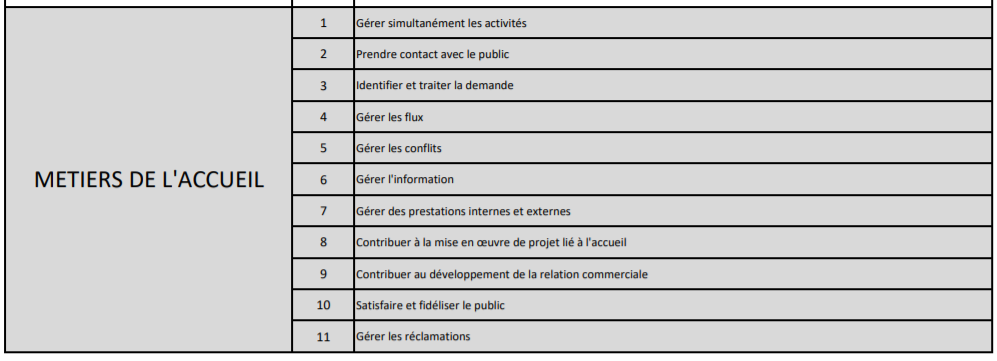 METIERS DE L'ACCUEIL
1 Gérer simultanément les activités
2 Prendre contact avec le public
3 Identifier et traiter la demande
4 Gérer les flux
5 Gérer les conflits
6 Gérer l'information
7 Gérer des prestations internes et externes
8 Contribuer à la mise en œuvre de projet lié à l'accueil
9 Contribuer au développement de la relation commerciale
10 Satisfaire et fidéliser le public
11 Gérer les réclamations